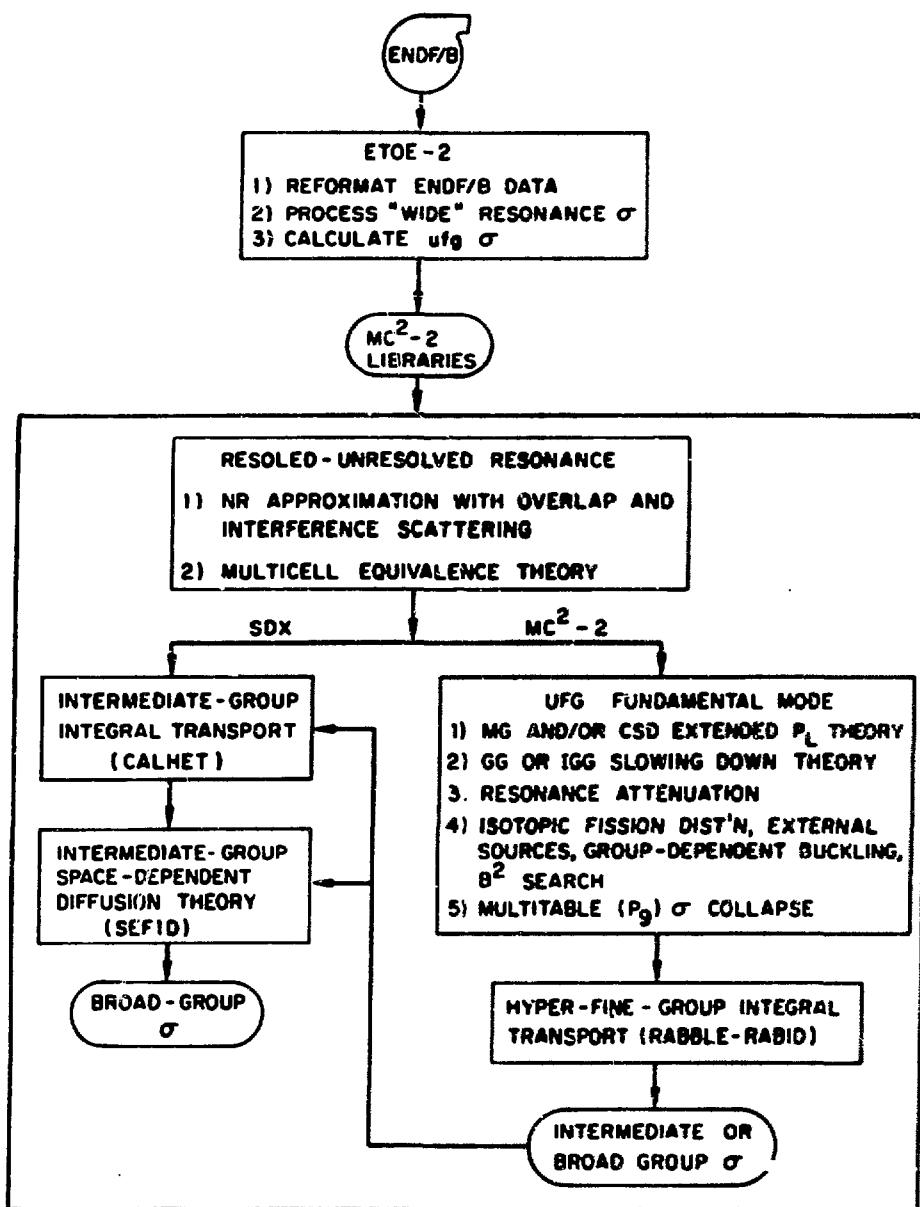 ENDF/B
ETOE-2
1) REFORMAT ENDF/B DATA
2) PROCESS "WIDE" RESONANCE σ
3) CALCULATE ufg σ
MC²-2
LIBRARIES
RESOLED-UNRESOLVED RESONANCE
1) NR APPROXIMATION WITH OVERLAP AND
INTERFERENCE SCATTERING
2) MULTICELL EQUIVALENCE THEORY
SDX
MC²-2
INTERMEDIATE-GROUP
INTEGRAL TRANSPORT
(CALHET)
INTERMEDIATE-GROUP
SPACE-DEPENDENT
DIFFUSION THEORY
(SEFID)
BROAD-GROUP
σ
UFG FUNDAMENTAL MODE
1) MG AND/OR CSD EXTENDED P_L THEORY
2) GG OR IGG SLOWING DOWN THEORY
3. RESONANCE ATTENUATION
4) ISOTOPIC FISSION DIST'N, EXTERNAL
SOURCES, GROUP-DEPENDENT BUCKLING,
B² SEARCH
5) MULTITABLE (P_g) σ COLLAPSE
HYPER-FINE-GROUP INTEGRAL
TRANSPORT (RABBLE-RABID)
INTERMEDIATE OR
BROAD GROUP σ